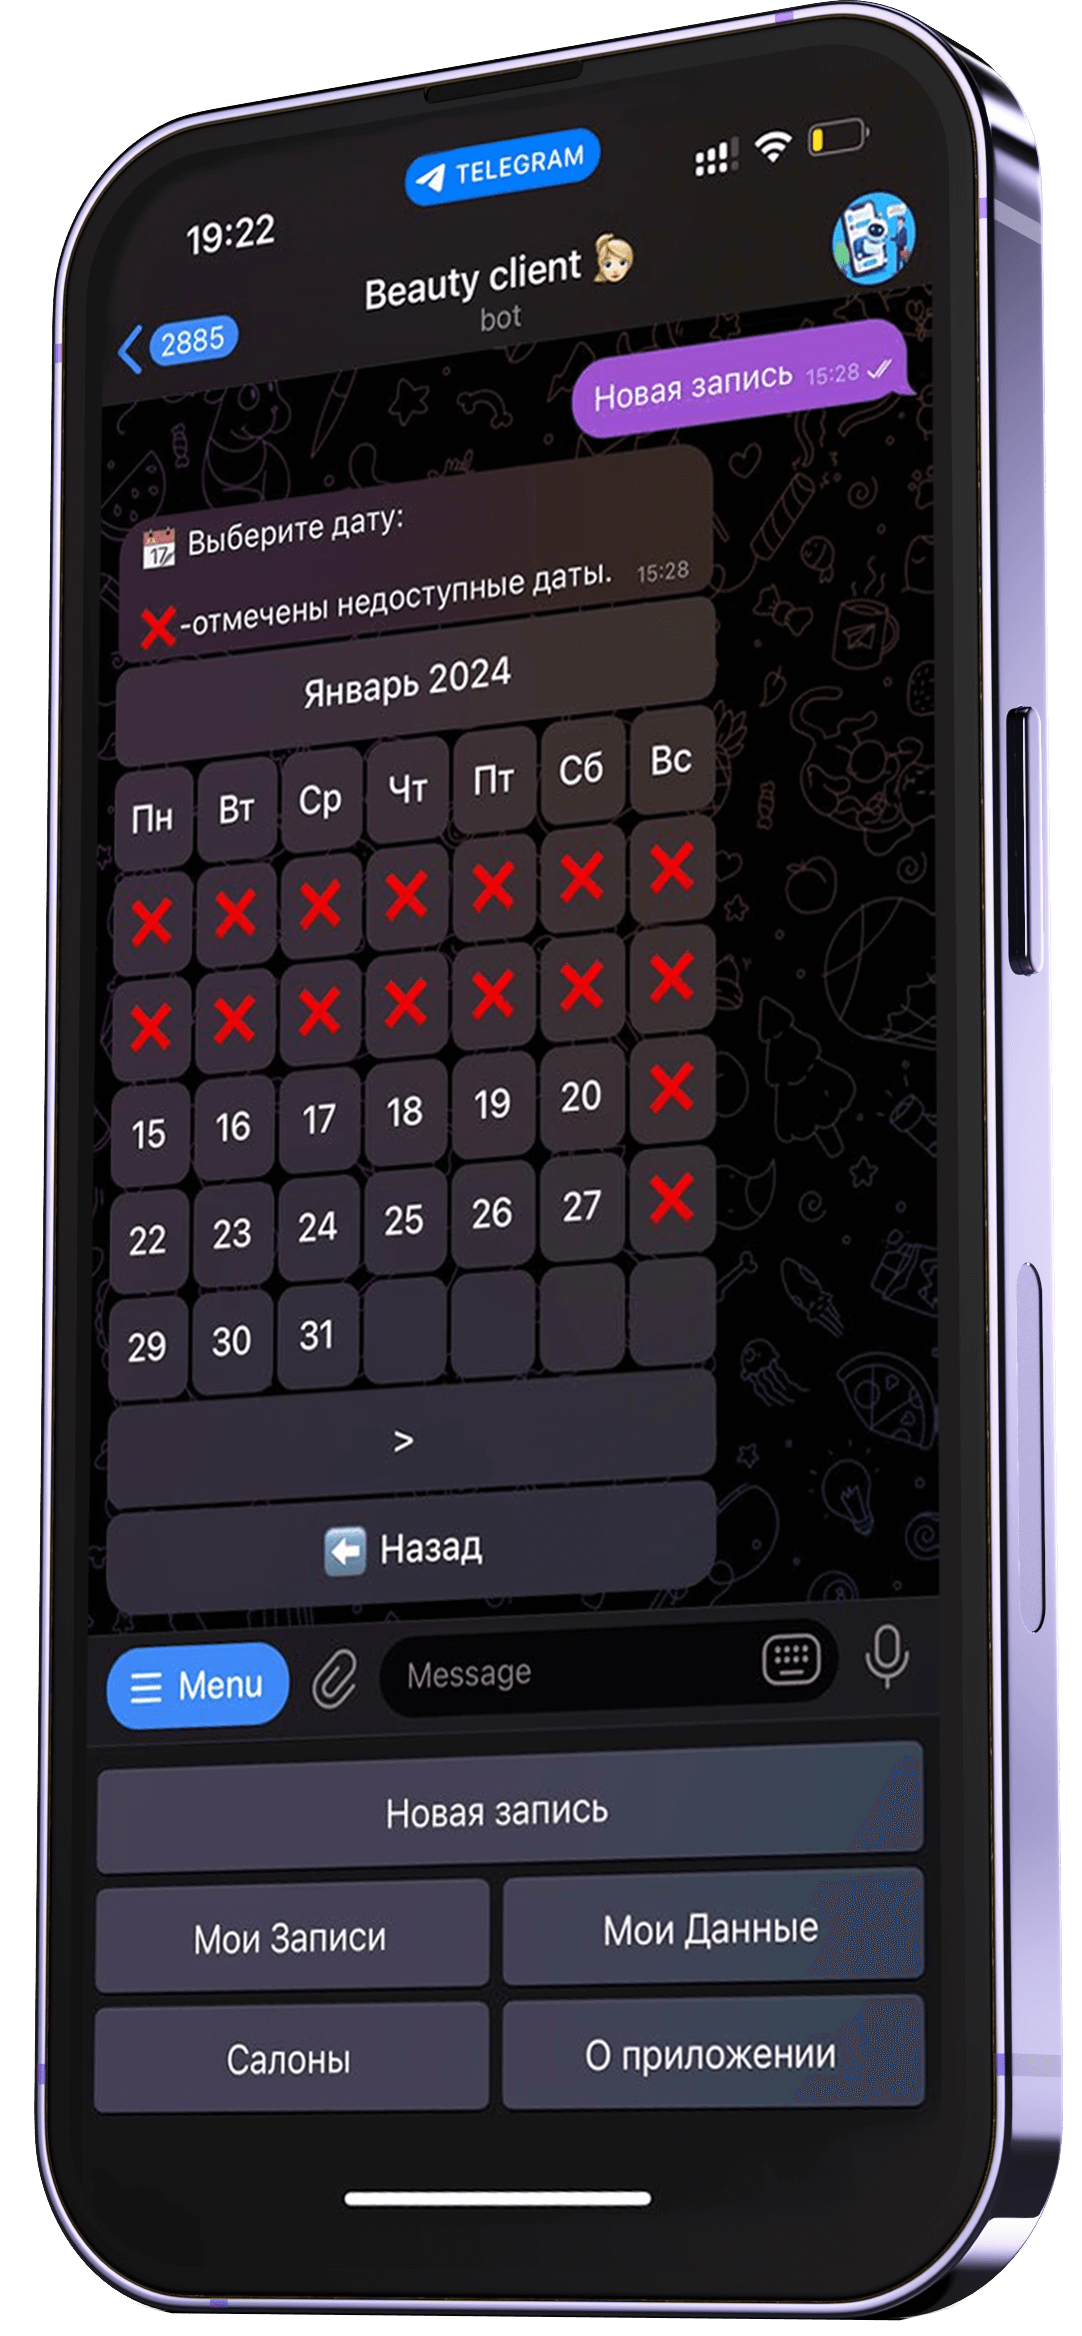 TELEGRAM
19:22
Beauty client
bot
2885
Новая запись 15:28
17
Выберите дату:
-отмечены недоступные даты. 15:28
Январь 2024
Пн Вт Ср Чт Пт Сб Вс
15 16 17 18 19 20
22 23 24 25 26 27
29 30 31
>
Назад
Menu
Message
Новая запись
Мои Записи Мои Данные
Салоны О приложении